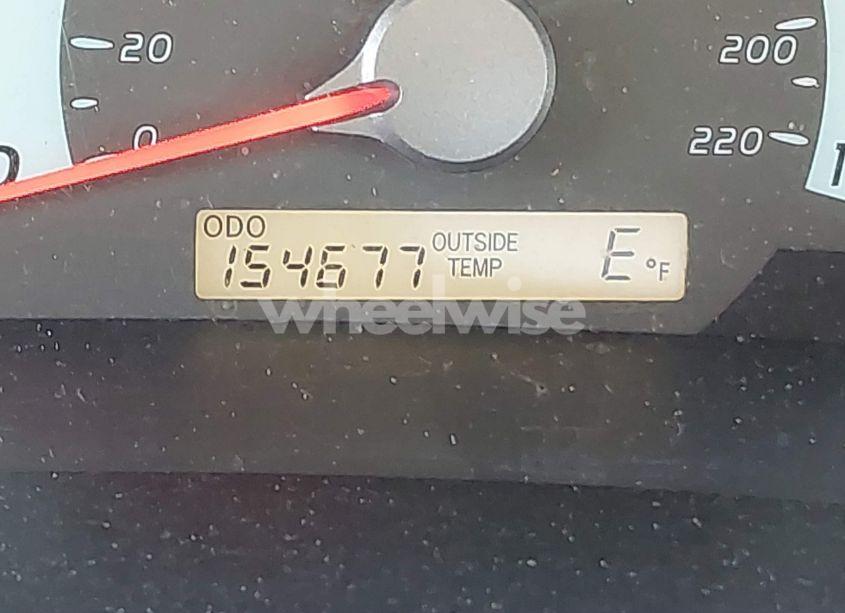 20
200
0
220
ODO
154677
OUTSIDE
TEMP
E °F
wheelwise